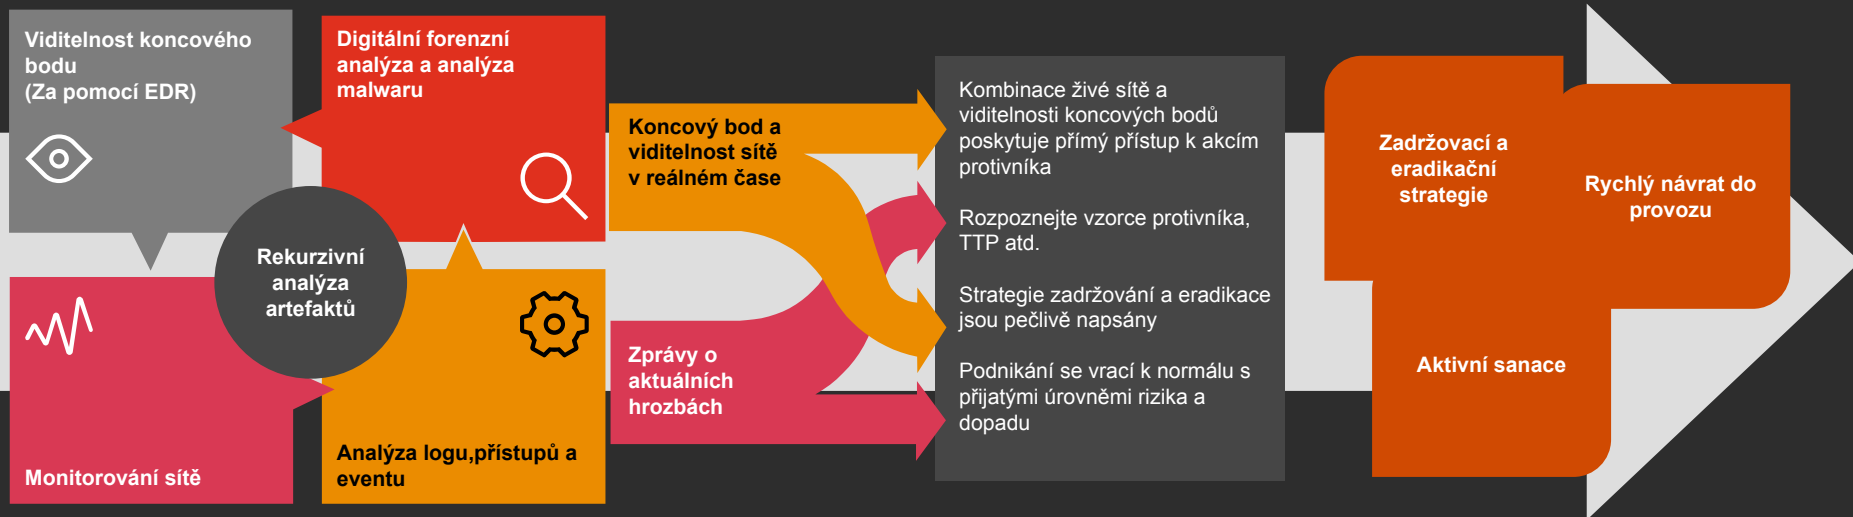 Viditelnost koncového
bodu
(Za pomocí EDR)
Digitální forenzní
analýza a analýza
malwaru
Rekurzivní
analýza
artefaktů
Monitorování sítě
Analýza logu,přístupů a
eventu
Koncový bod a
viditelnost sítě
v reálném čase
Zprávy o
aktuálních
hrozbách
Kombinace živé sítě a
viditelnosti koncových bodů
poskytuje přímý přístup k akcím
protivníka
Rozpoznejte vzorce protivníka,
TTP atd.
Strategie zadržování a eradikace
jsou pečlivě napsány
Podnikání se vrací k normálu s
přijatými úrovněmi rizika a
dopadu
Zadržovací a
eradikační
strategie
Rychlý návrat do
provozu
Aktivní sanace